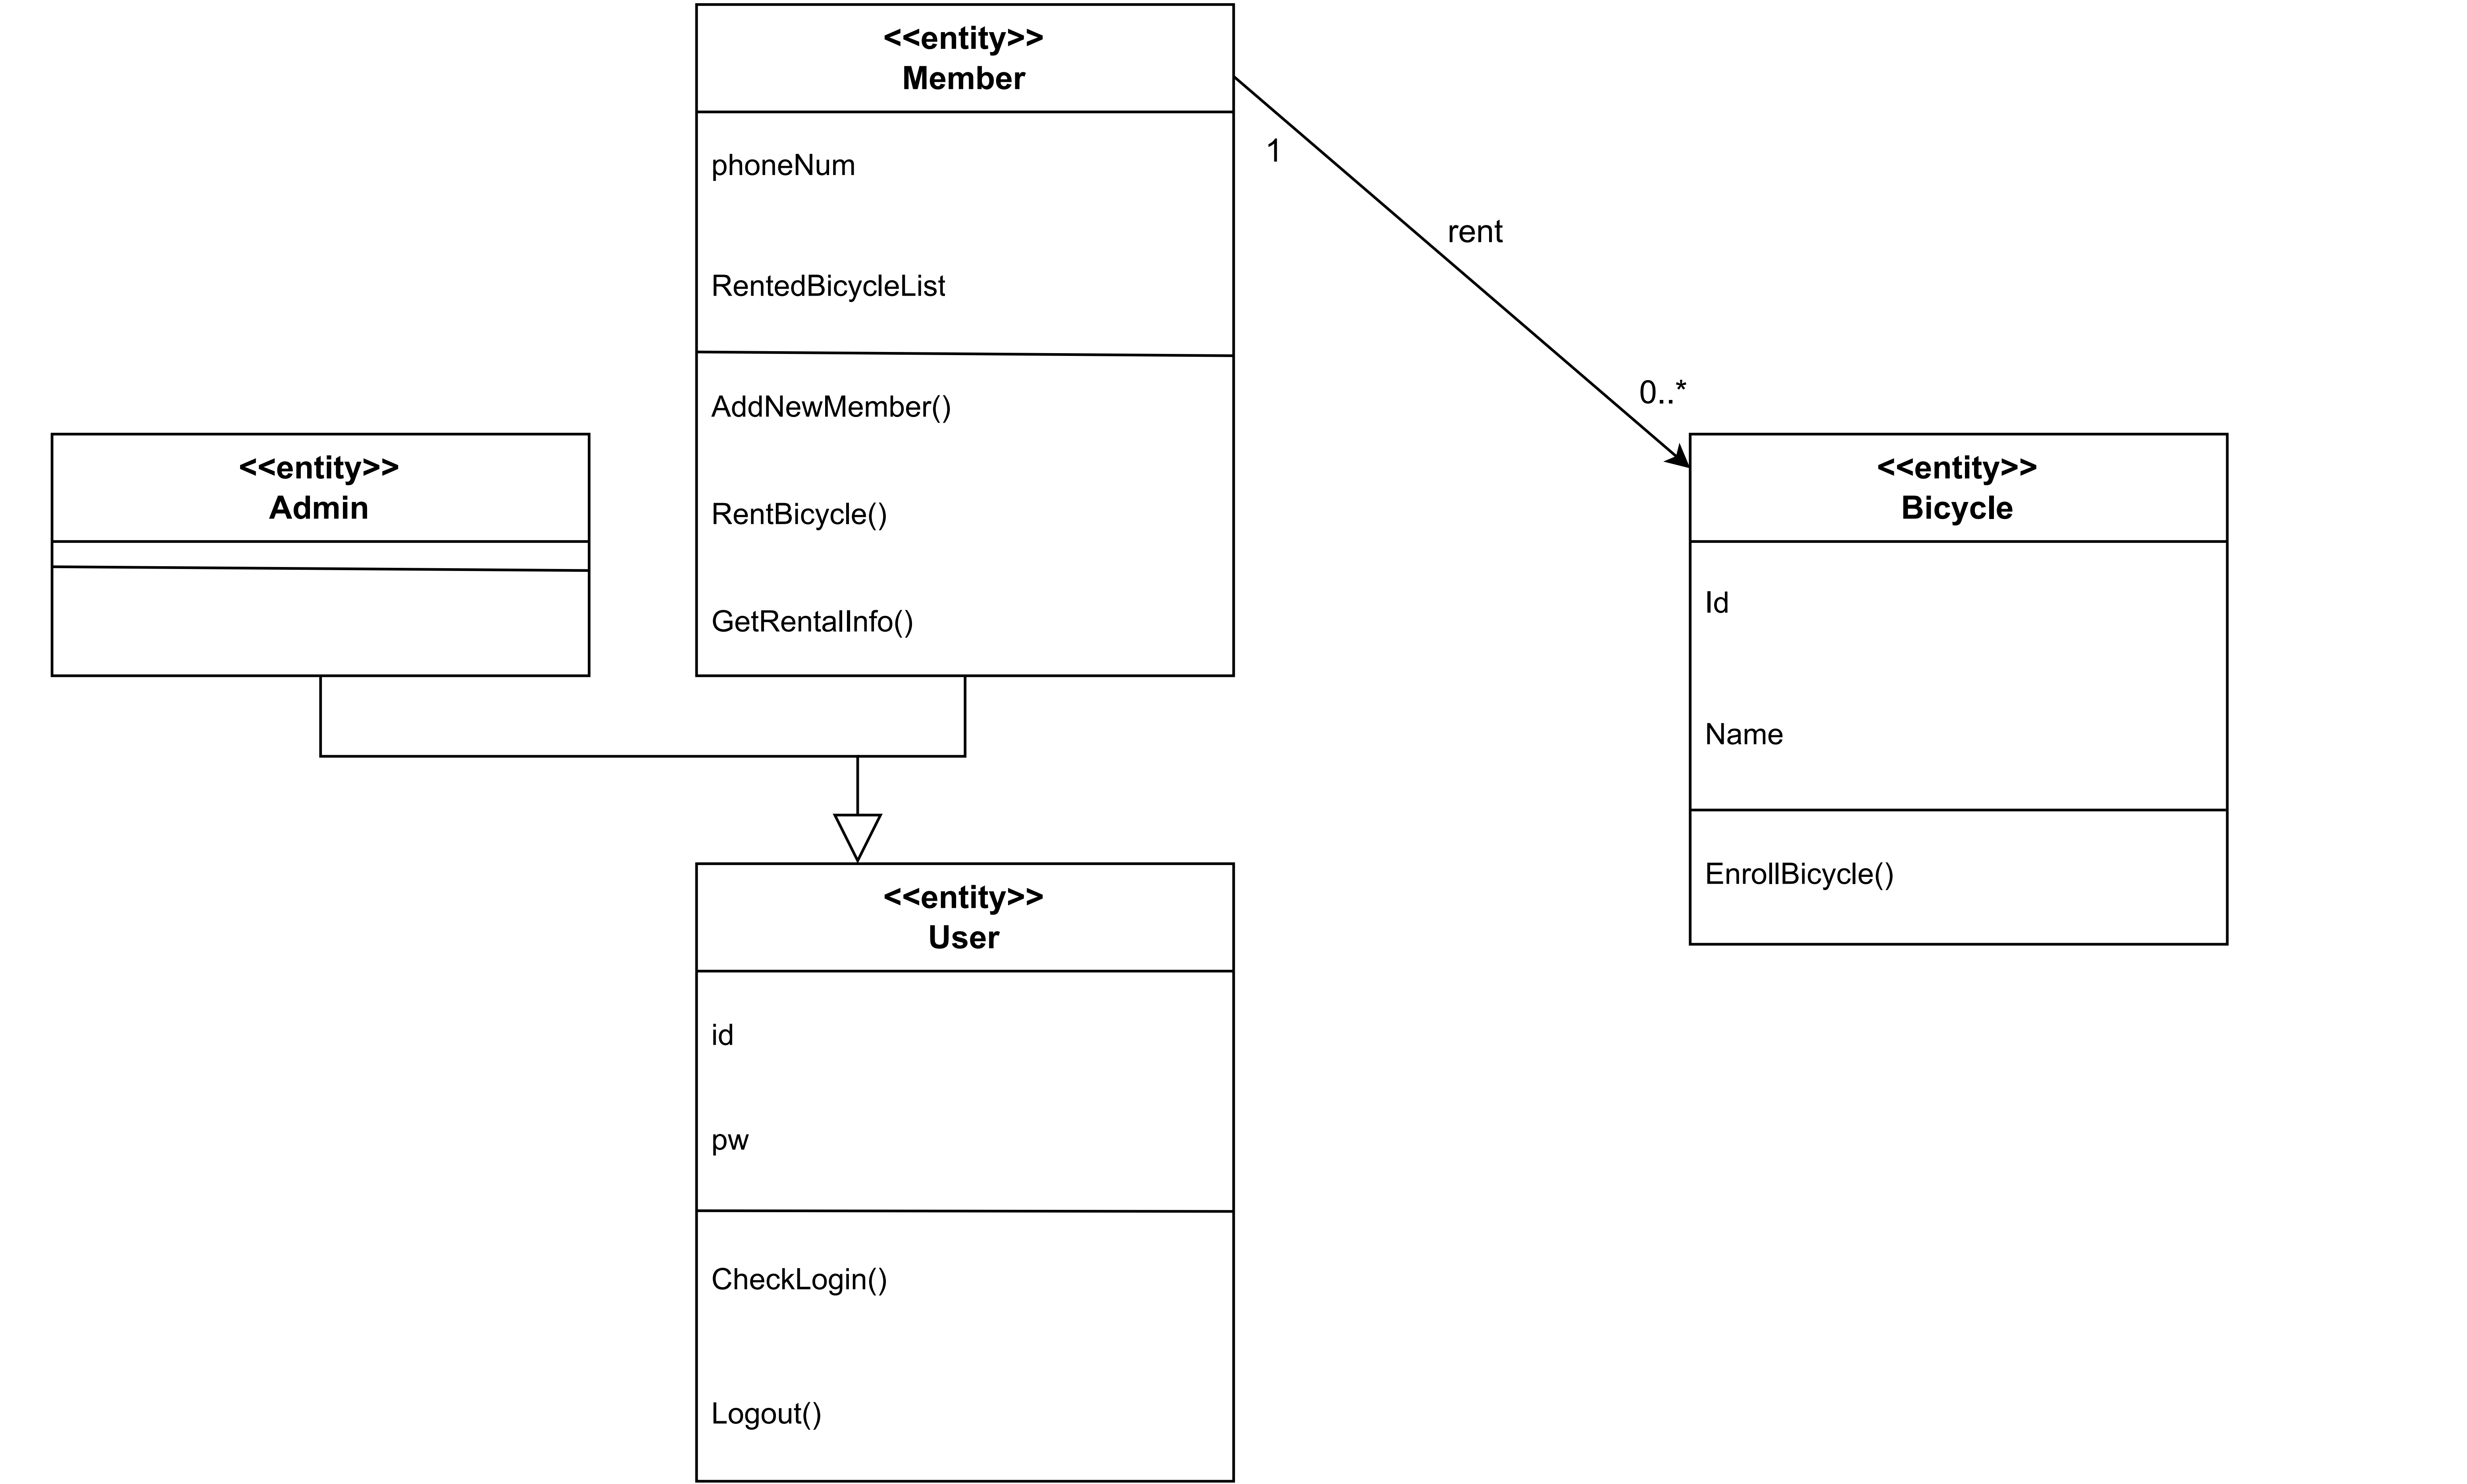 <<entity>>
Member
phoneNum
RentedBicycleList
AddNewMember()
RentBicycle()
GetRentalInfo()
1
rent
0..*
<<entity>>
Admin
<<entity>>
Bicycle
Id
Name
EnrollBicycle()
<<entity>>
User
id
pw
CheckLogin()
Logout()